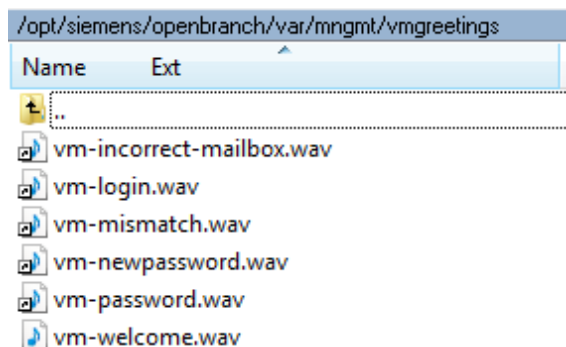 /opt/siemens/openbranch/var/mngmt/vmgreetings
Name Ext
..
vm-incorrect-mailbox.wav
vm-login.wav
vm-mismatch.wav
vm-newpassword.wav
vm-password.wav
vm-welcome.wav